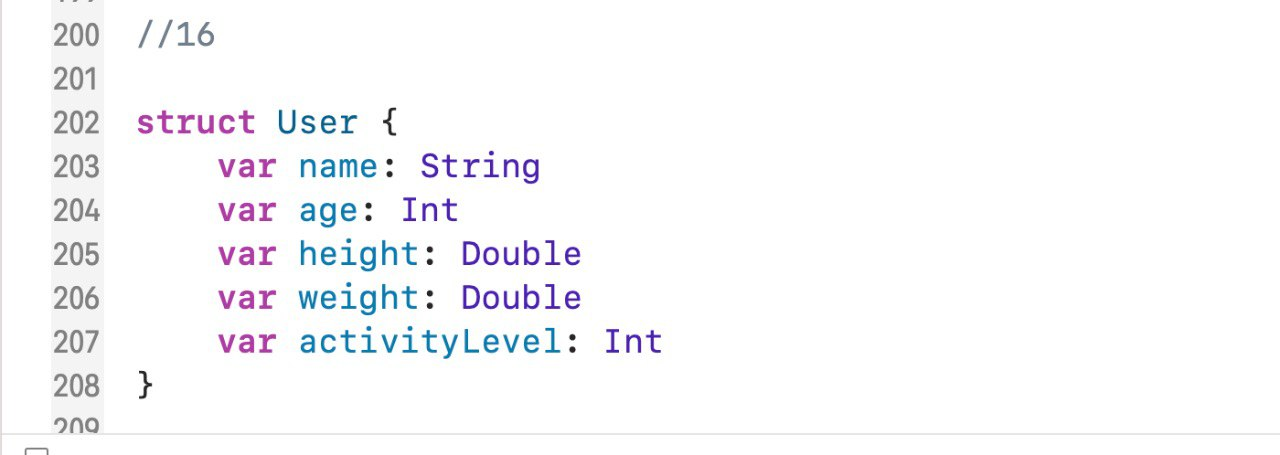 200 //16
201
202 struct User {
203     var name: String
204     var age: Int
205     var height: Double
206     var weight: Double
207     var activityLevel: Int
208 }
209